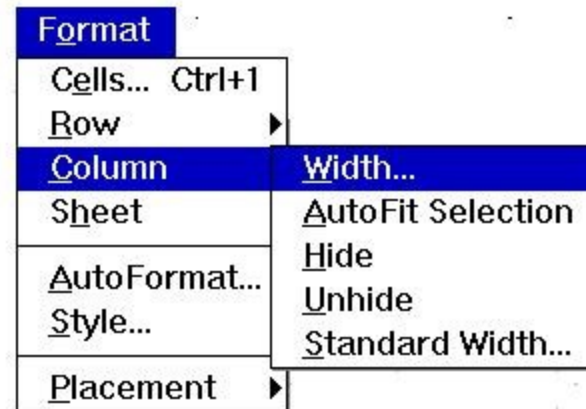 Format
Cells... Ctrl+1
Row
Column
Sheet
AutoFormat...
Style...
Placement
Width...
AutoFit Selection
Hide
Unhide
Standard Width...